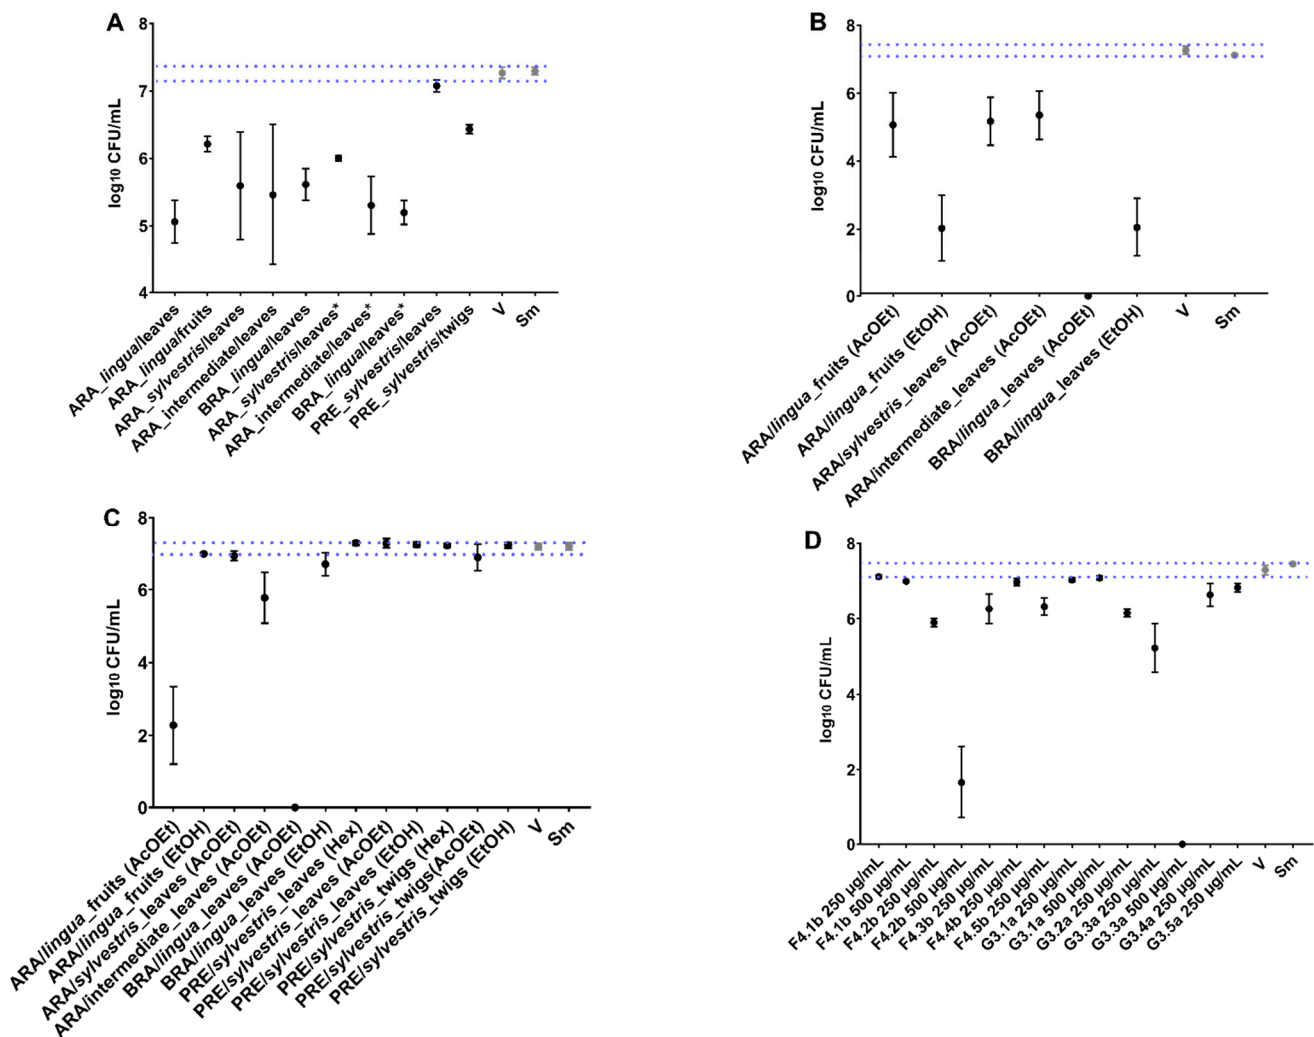 A
8
7
6
5
4
log10 CFU/mL
ARA_lingua/leaves
ARA_lingua/fruits
ARA_sylvestris/leaves
ARA_intermediate/leaves
BRA_lingua/leaves
ARA_sylvestris/leaves*
ARA_intermediate/leaves*
BRA_lingua/leaves*
PRE_sylvestris/leaves
PRE_sylvestris/twigs
V
Sm
B
8
6
4
2
0
log10 CFU/mL
ARA/lingua_fruits (AcOEt)
ARA/lingua_fruits (EtOH)
ARA/sylvestris_leaves (AcOEt)
ARA/intermediate_leaves (AcOEt)
BRA/lingua_leaves (AcOEt)
BRA/lingua_leaves (EtOH)
V
Sm
C
8
6
4
2
0
log10 CFU/mL
ARA/lingua_fruits (AcOEt)
ARA/lingua_fruits (EtOH)
ARA/sylvestris_leaves (AcOEt)
ARA/intermediate_leaves (AcOEt)
BRA/lingua_leaves (AcOEt)
BRA/lingua_leaves (EtOH)
PRE/sylvestris_leaves (Hex)
PRE/sylvestris_leaves (AcOEt)
PRE/sylvestris_leaves (EtOH)
PRE/sylvestris_twigs (Hex)
PRE/sylvestris_twigs(AcOEt)
PRE/sylvestris_twigs (EtOH)
V
Sm
D
8
6
4
2
0
log10 CFU/mL
F4.1b 250 µg/mL
F4.1b 500 µg/mL
F4.2b 250 µg/mL
F4.2b 500 µg/mL
F4.3b 250 µg/mL
F4.4b 250 µg/mL
F4.5b 250 µg/mL
G3.1a 250 µg/mL
G3.1a 500 µg/mL
G3.2a 250 µg/mL
G3.3a 250 µg/mL
G3.3a 500 µg/mL
G3.4a 250 µg/mL
G3.5a 250 µg/mL
V
Sm